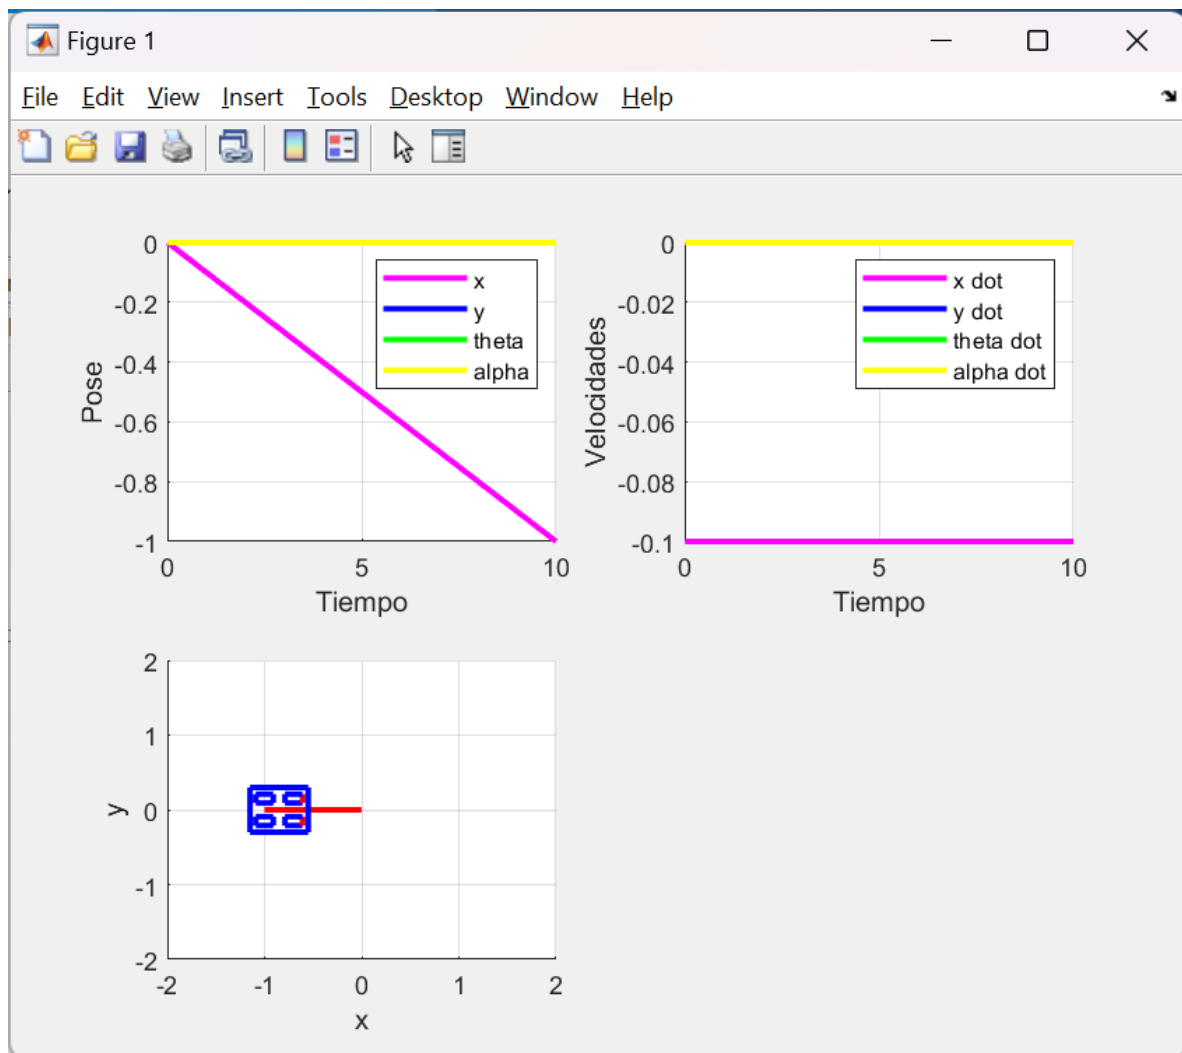 Figure 1
File Edit View Insert Tools Desktop Window Help
0
-0.2
-0.4
-0.6
-0.8
-1
Pose
x
y
theta
alpha
0 5 10
Tiempo
0
-0.02
-0.04
-0.06
-0.08
-0.1
Velocidades
x dot
y dot
theta dot
alpha dot
0 5 10
Tiempo
2
1
0
-1
-2
y
-2 -1 0 1 2
x